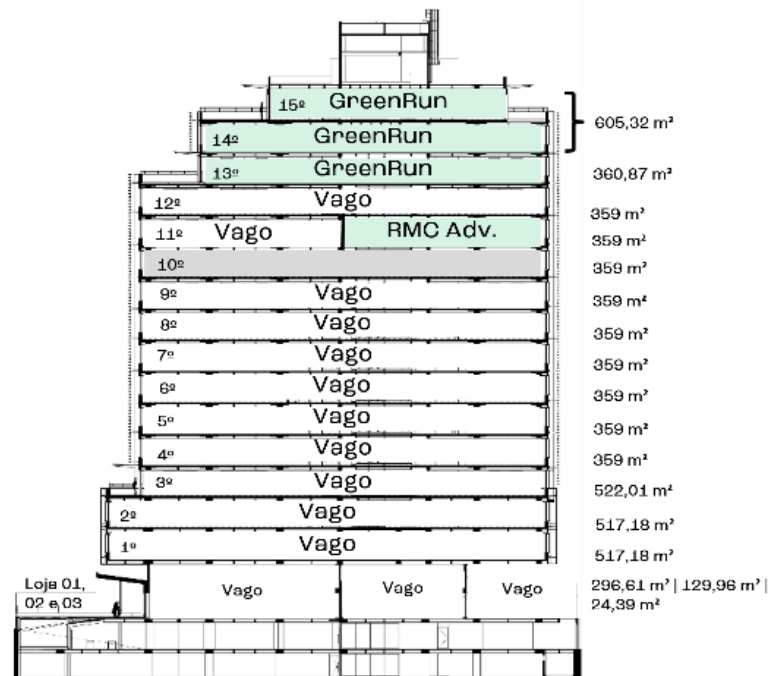 15º GreenRun
605,32 m²
14º GreenRun
13º GreenRun 360,87 m²
12º Vago 359 m²
11º Vago RMC Adv. 359 m²
10º 359 m²
9º Vago 359 m²
8º Vago 359 m²
7º Vago 359 m²
6º Vago 359 m²
5º Vago 359 m²
4º Vago 359 m²
3º Vago 522,01 m²
2º Vago 517,18 m²
1º Vago 517,18 m²
Loja 01,
02 e 03
Vago Vago Vago
296,61 m² | 129,96 m² |
24,39 m²